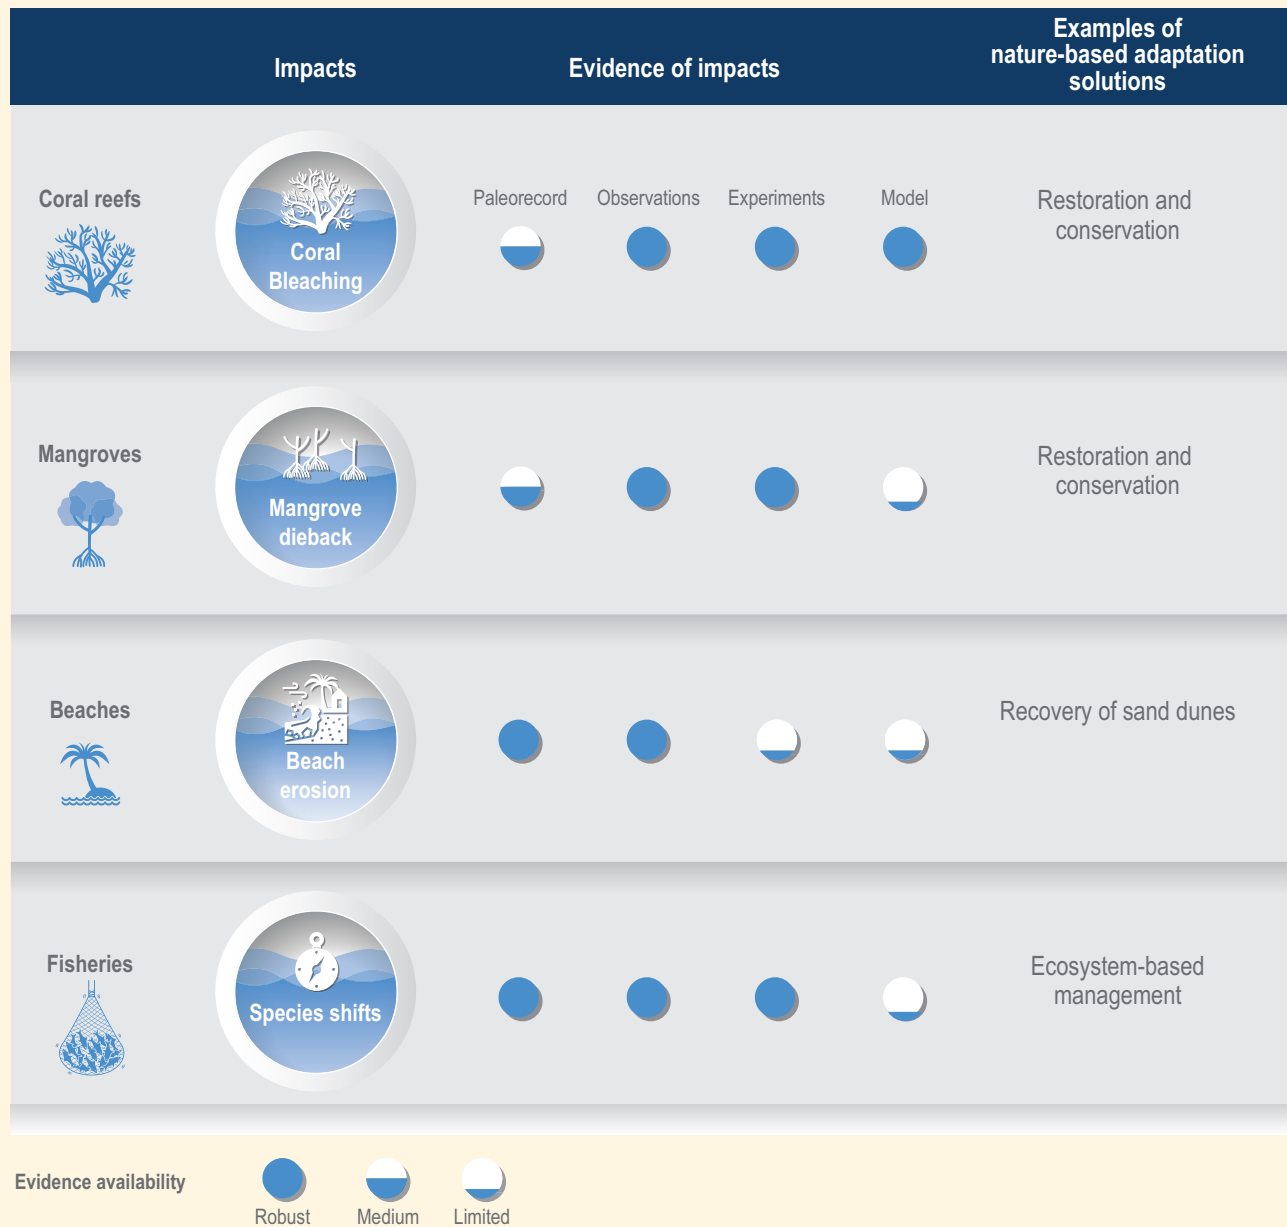 Impacts
Evidence of impacts
Examples of
nature-based adaptation
solutions
Coral reefs
Coral
Bleaching
Paleorecord
Observations
Experiments
Model
Restoration and
conservation
Mangroves
Mangrove
dieback
Restoration and
conservation
Beaches
Beach
erosion
Recovery of sand dunes
Fisheries
Species shifts
Ecosystem-based
management
Evidence availability
Robust
Medium
Limited